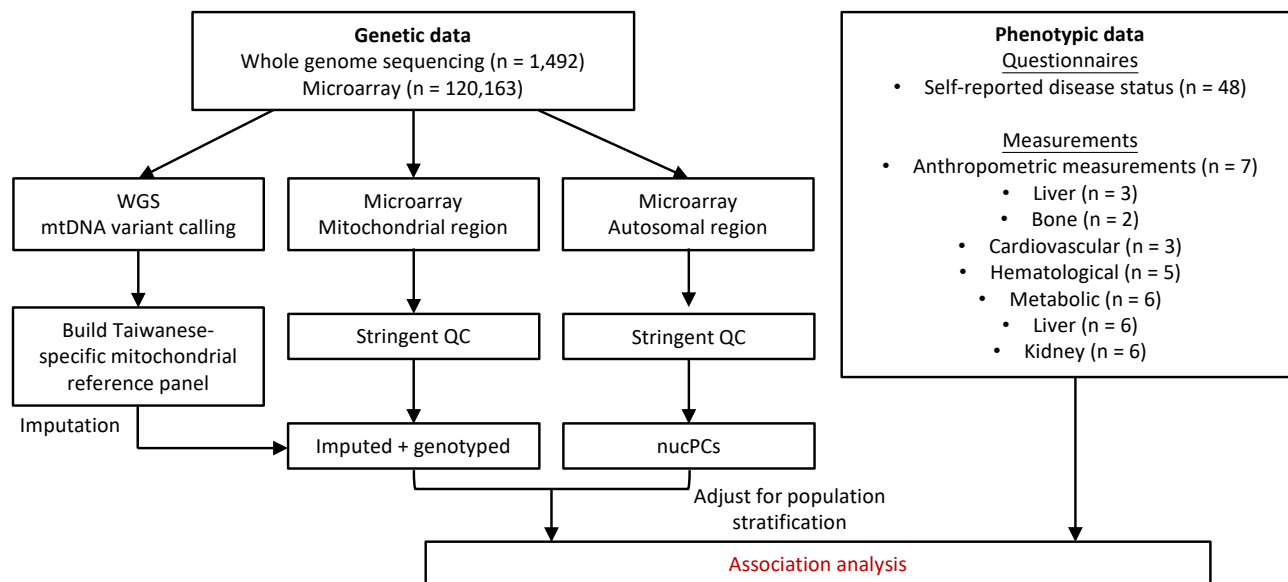 Genetic data
Whole genome sequencing (n = 1,492)
Microarray (n = 120,163)
WGS
mtDNA variant calling
Microarray
Mitochondrial region
Microarray
Autosomal region
Build Taiwanese-
specific mitochondrial
reference panel
Stringent QC
Stringent QC
Imputation
Imputed + genotyped
nucPCs
Adjust for population
stratification
Phenotypic data
Questionnaires
• Self-reported disease status (n = 48)
Measurements
• Anthropometric measurements (n = 7)
• Liver (n = 3)
• Bone (n = 2)
• Cardiovascular (n = 3)
• Hematological (n = 5)
• Metabolic (n = 6)
• Liver (n = 6)
• Kidney (n = 6)
Association analysis